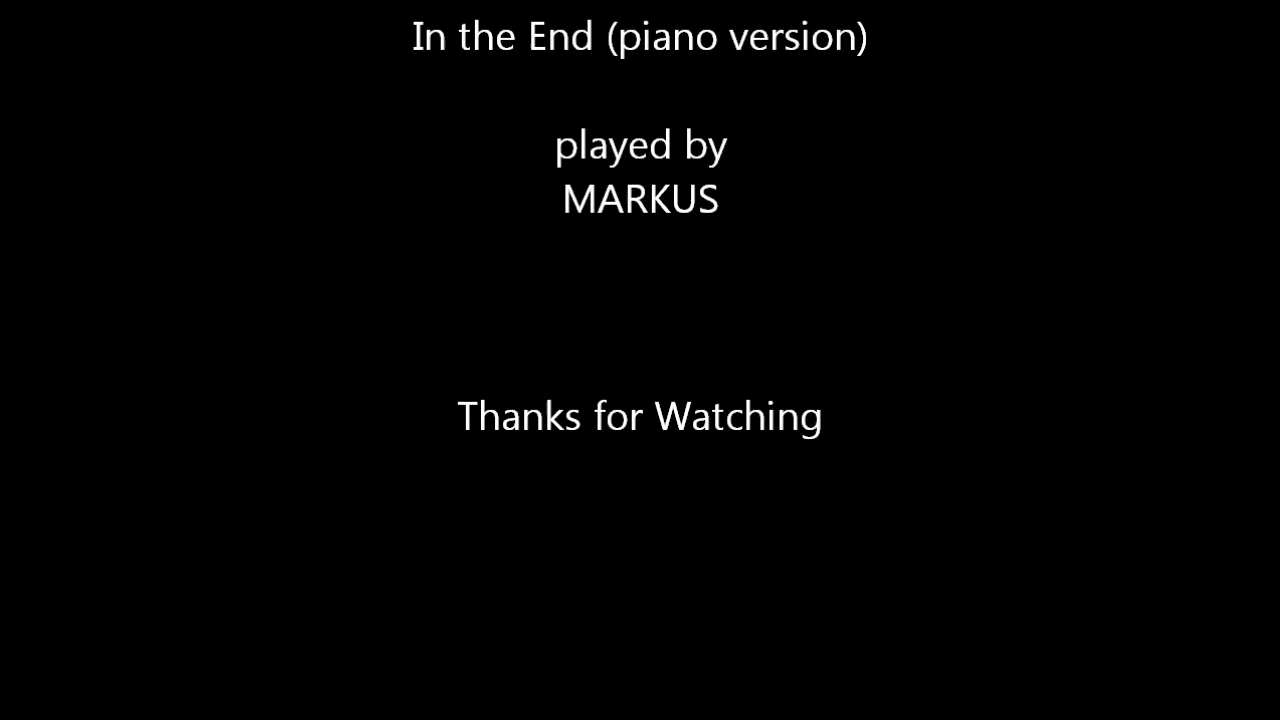 In the End (piano version)
played by
MARKUS
Thanks for Watching